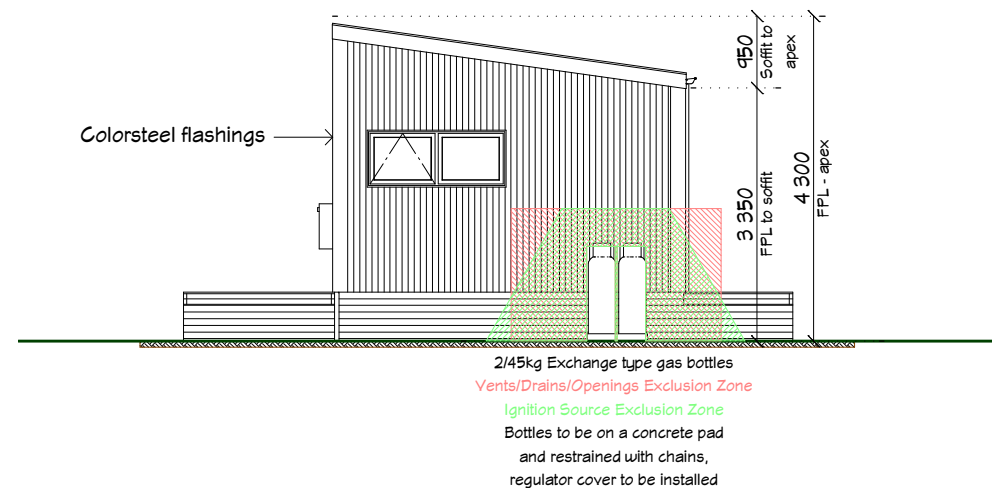 Colorsteel flashings
950
Soffit to
apex
3 350
FPL to soffit
4 300
FPL - apex
2/45kg Exchange type gas bottles
Vents/Drains/Openings Exclusion Zone
Ignition Source Exclusion Zone
Bottles to be on a concrete pad
and restrained with chains,
regulator cover to be installed